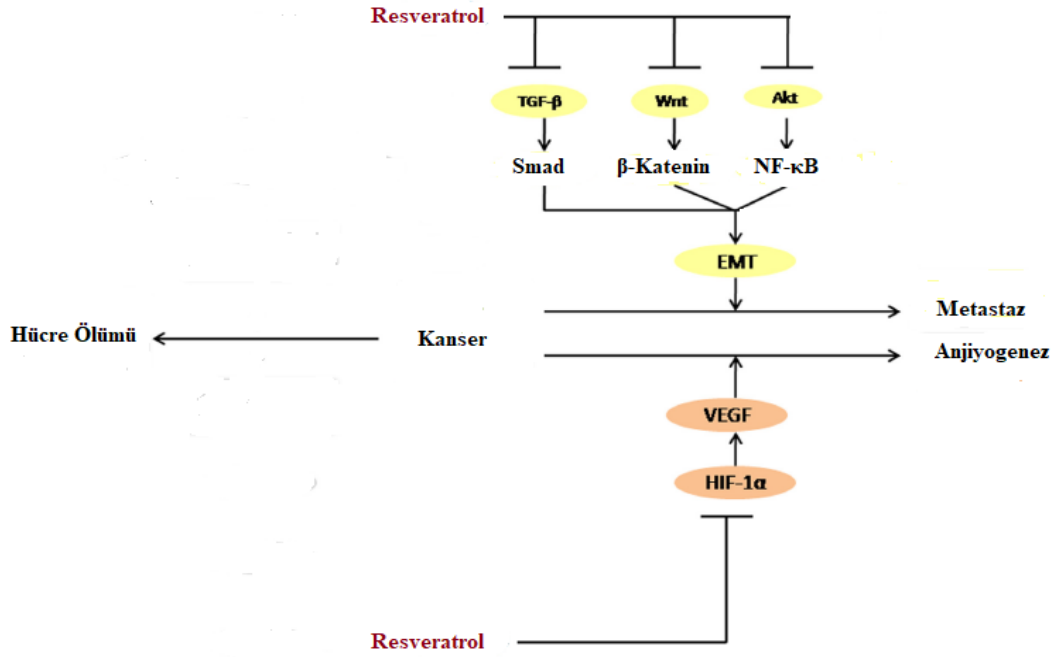 Resveratrol
TGF-β
Wnt
Akt
Smad
β-Katenin
NF-κB
EMT
Metastaz
Hücre Ölümü
Kanser
Anjiyogenez
VEGF
HIF-1α
Resveratrol